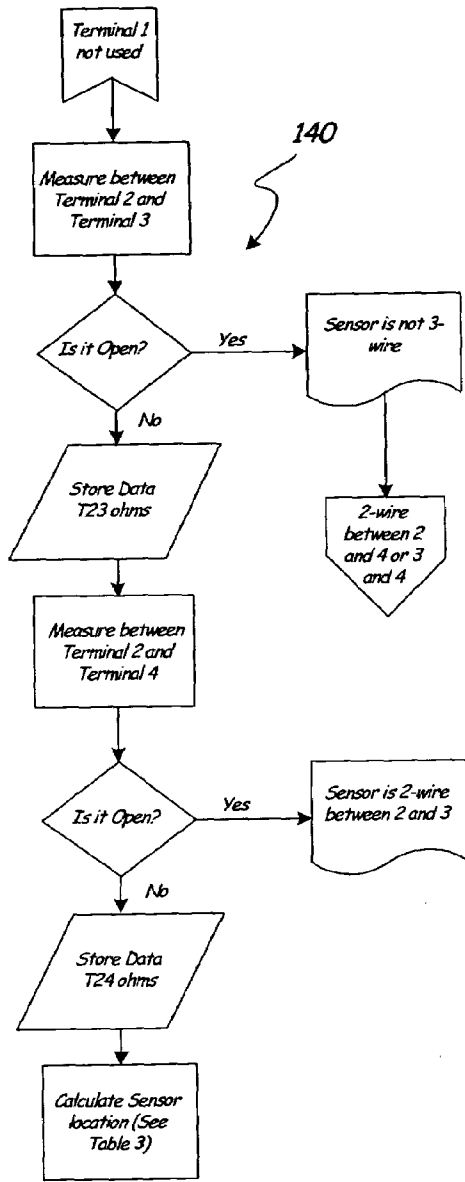 Terminal 1
not used
140
Measure between
Terminal 2 and
Terminal 3
Is it Open?
Yes
Sensor is not 3-
wire
No
Store Data
T23 ohms
2-wire
between 2
and 4 or 3
and 4
Measure between
Terminal 2 and
Terminal 4
Is it Open?
Yes
Sensor is 2-wire
between 2 and 3
No
Store Data
T24 ohms
Calculate Sensor
location (See
Table 3)